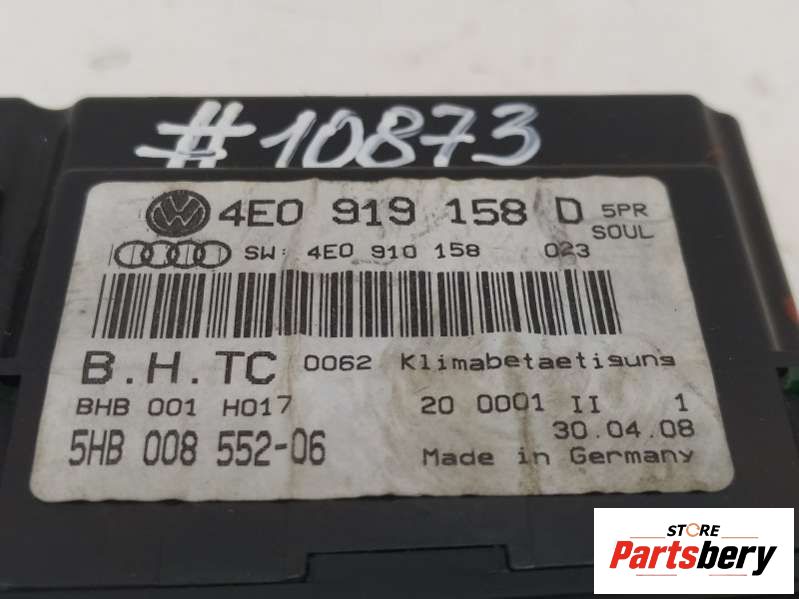 #10873
4E0 919 158 D 5PR
SOUL
SW: 4E0 910 158 023
B.H.TC 0062 Klimabetaetigung
BHB 001 H017 20 0001 II 1
30.04.08
5HB 008 552-06 Made in Germany
STORE
Partsbery